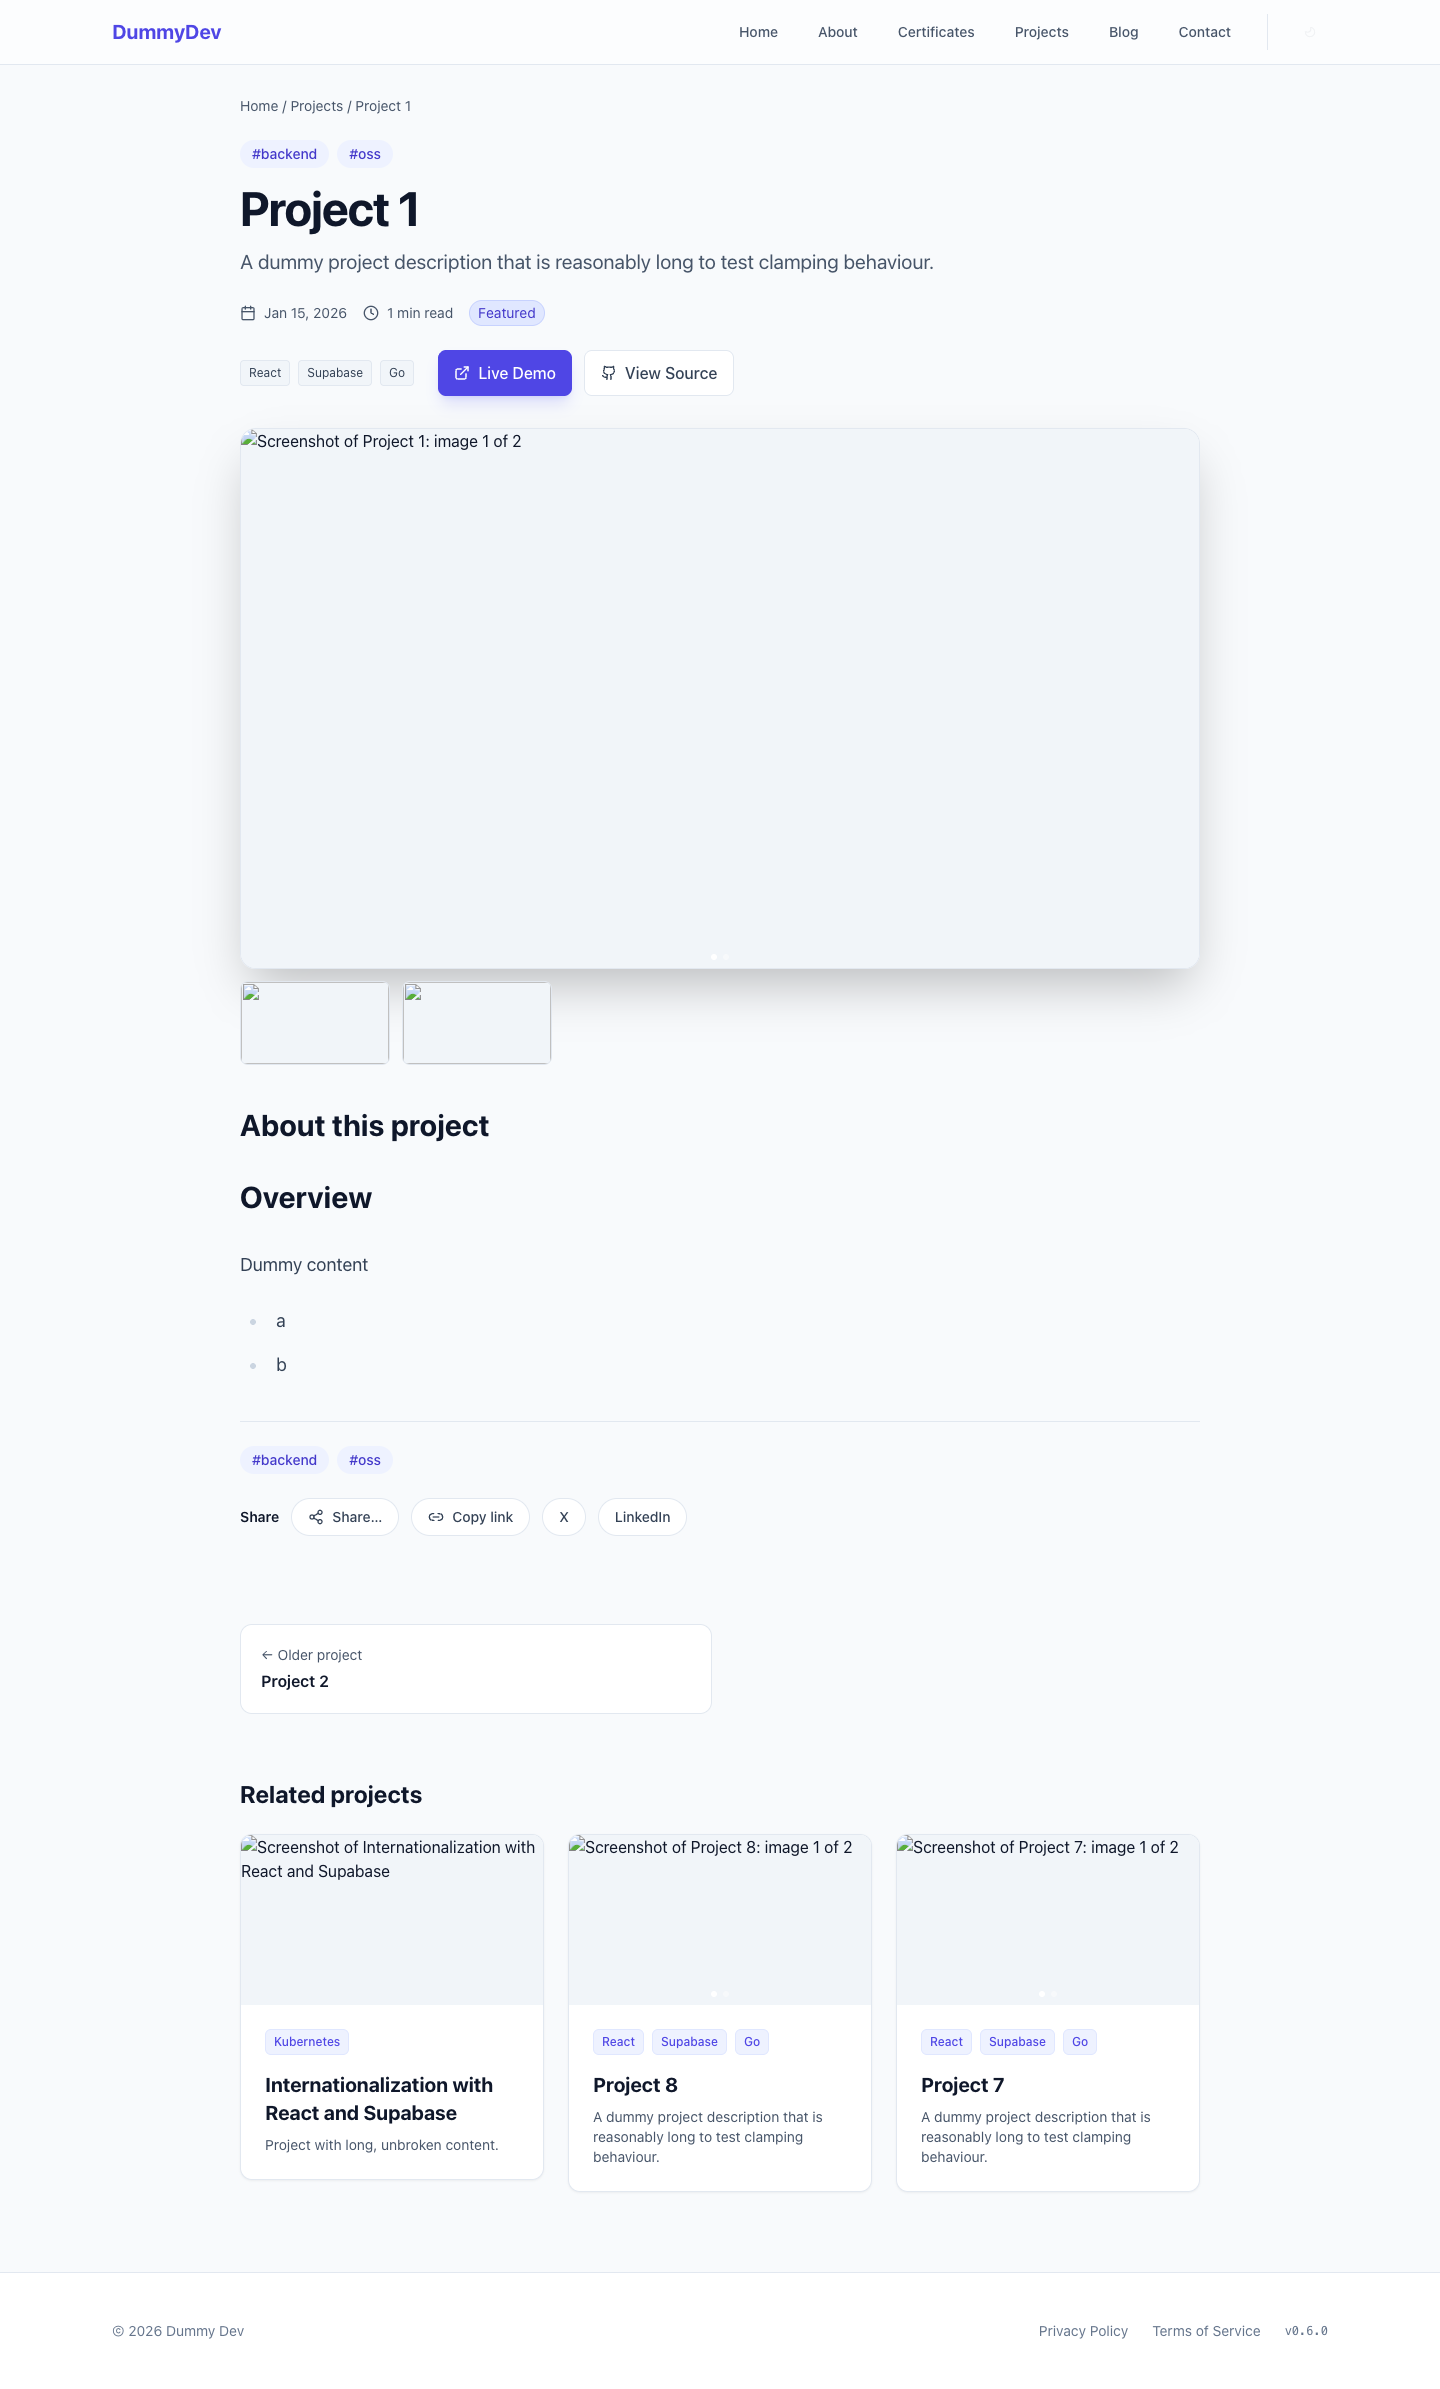 DummyDev
Home
About
Certificates
Projects
Blog
Contact
Home / Projects / Project 1
#backend
#oss
Project 1
A dummy project description that is reasonably long to test clamping behaviour.
Jan 15, 2026
1 min read
Featured
React
Supabase
Go
Live Demo
View Source
Screenshot of Project 1: image 1 of 2
About this project
Overview
Dummy content
a
b
#backend
#oss
Share
Share...
Copy link
X
LinkedIn
← Older project
Project 2
Related projects
Screenshot of Internationalization with
React and Supabase
Kubernetes
Internationalization with
React and Supabase
Project with long, unbroken content.
Screenshot of Project 8: image 1 of 2
React
Supabase
Go
Project 8
A dummy project description that is
reasonably long to test clamping
behaviour.
Screenshot of Project 7: image 1 of 2
React
Supabase
Go
Project 7
A dummy project description that is
reasonably long to test clamping
behaviour.
© 2026 Dummy Dev
Privacy Policy
Terms of Service
v0.6.0